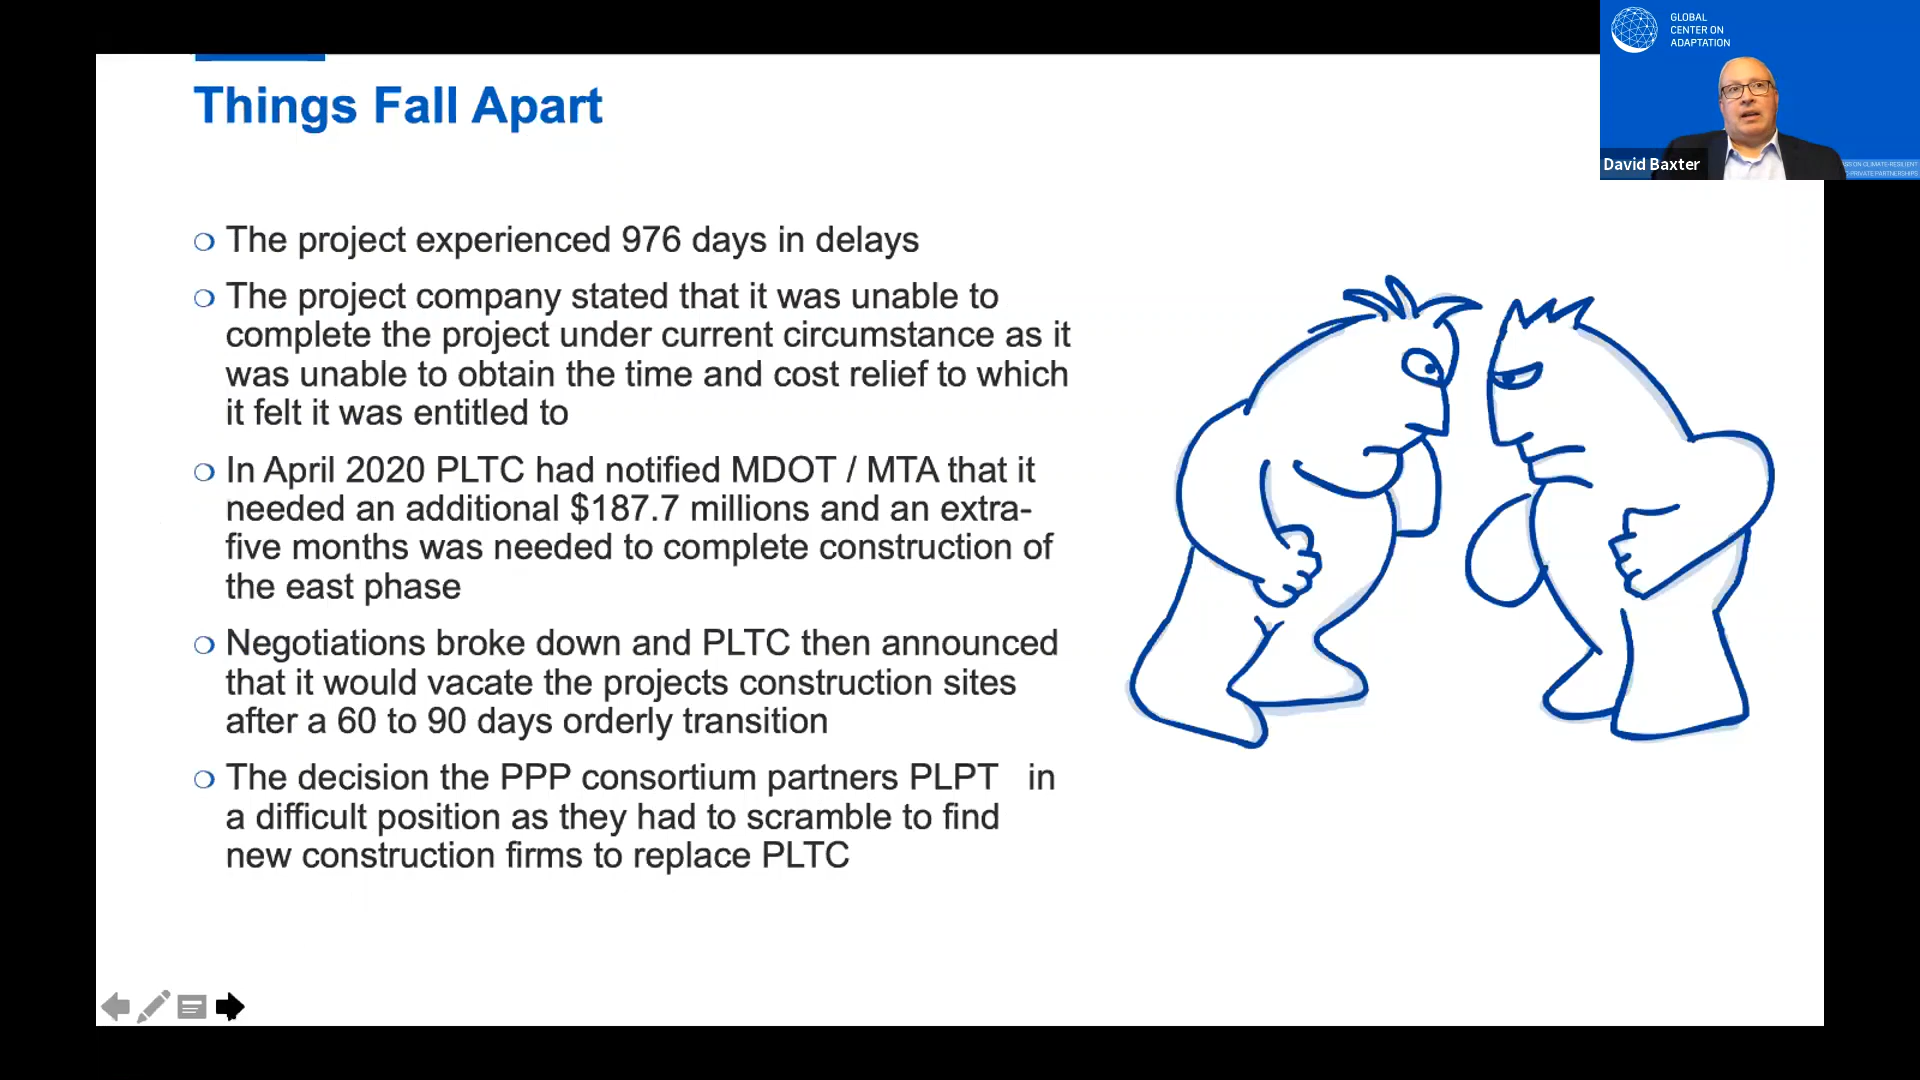 GLOBAL
CENTER ON
ADAPTATION
David Baxter
SS ON CLIMATE-RESILIENT
C-PRIVATE PARTNERSHIPS
Things Fall Apart
The project experienced 976 days in delays
The project company stated that it was unable to
complete the project under current circumstance as it
was unable to obtain the time and cost relief to which
it felt it was entitled to
In April 2020 PLTC had notified MDOT / MTA that it
needed an additional $187.7 millions and an extra-
five months was needed to complete construction of
the east phase
Negotiations broke down and PLTC then announced
that it would vacate the projects construction sites
after a 60 to 90 days orderly transition
The decision the PPP consortium partners PLPT in
a difficult position as they had to scramble to find
new construction firms to replace PLTC